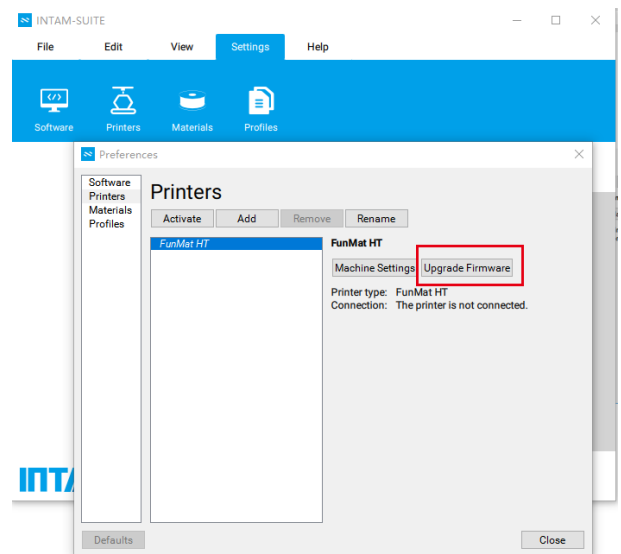 INTAM-SUITE
File Edit View Settings Help
Software Printers Materials Profiles
Preferences
Software
Printers
Materials
Profiles
Printers
Activate Add Remove Rename
FunMat HT
FunMat HT
Machine Settings Upgrade Firmware
Printer type: FunMat HT
Connection: The printer is not connected.
Defaults Close